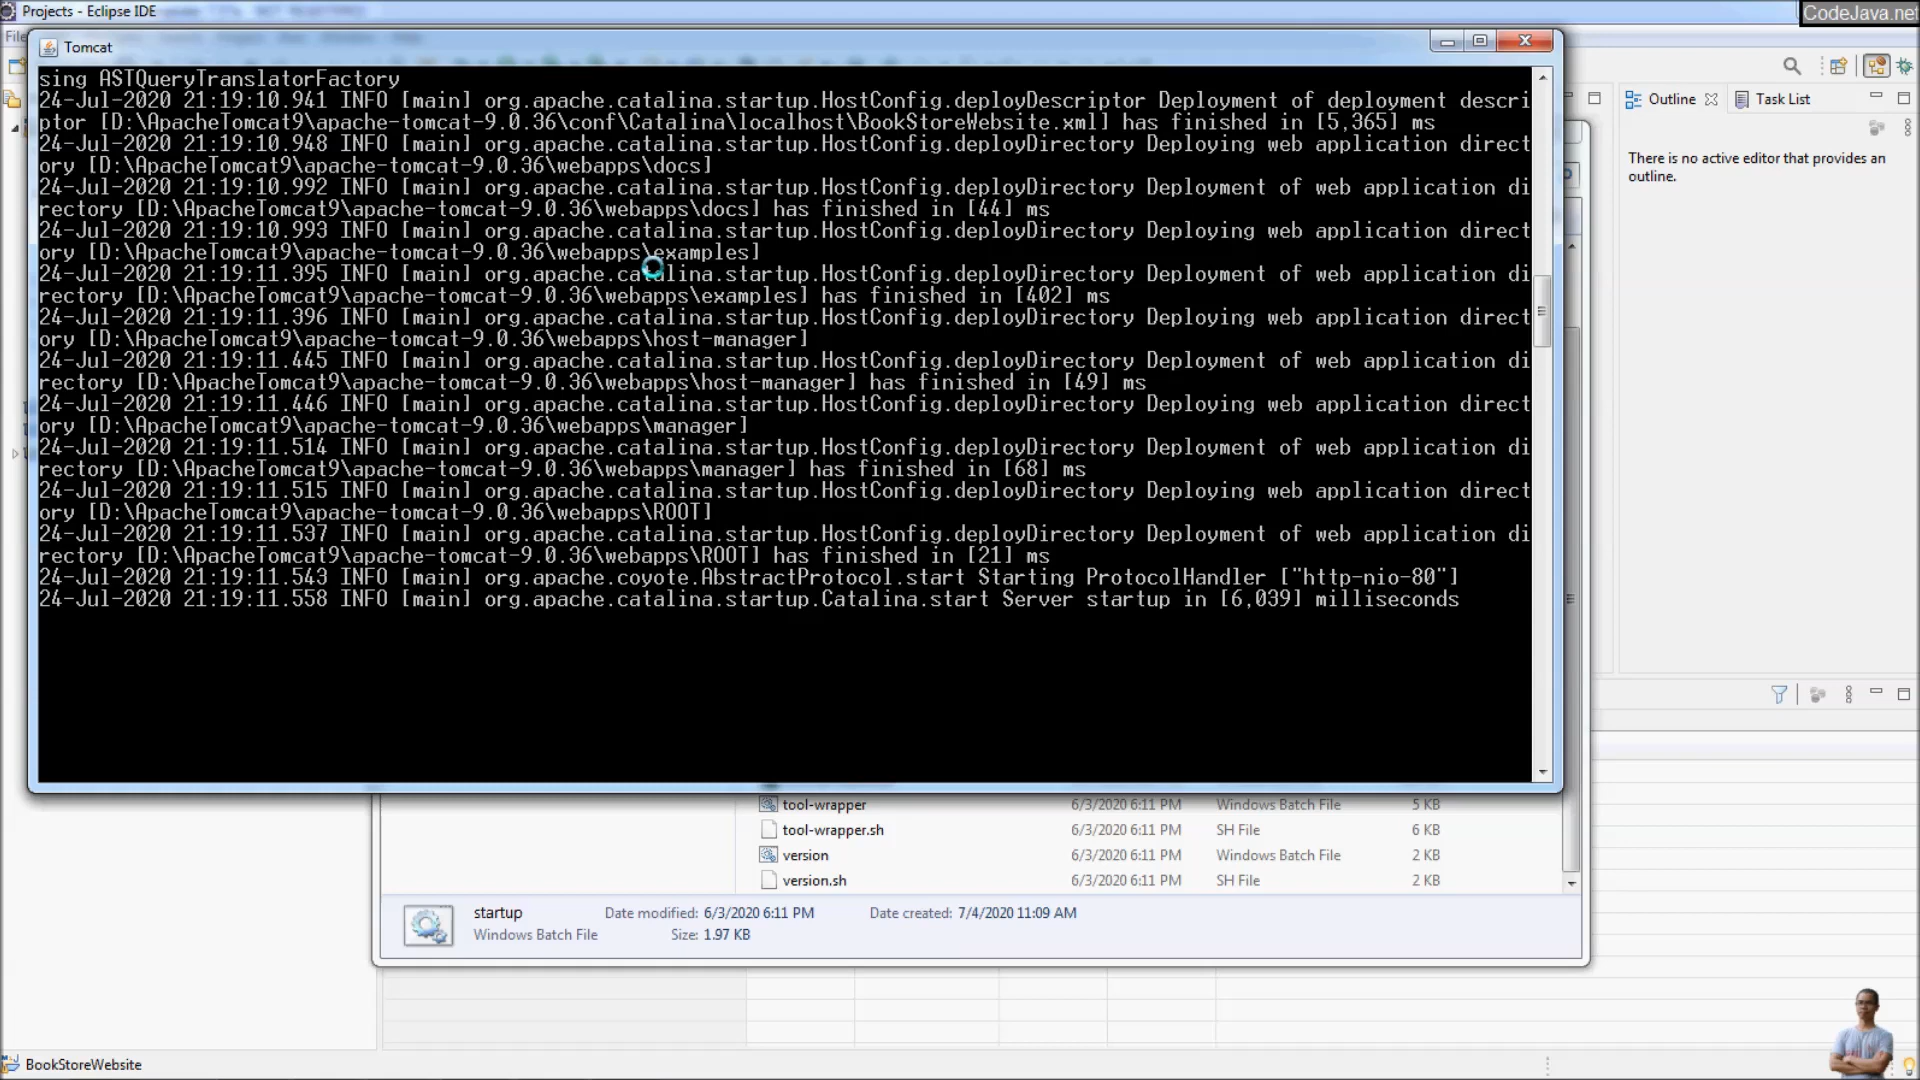 Projects - Eclipse IDE
CodeJava.net
File
Tomcat
sing ASTQueryTranslatorFactory
24-Jul-2020 21:19:10.941 INFO [main] org.apache.catalina.startup.HostConfig.deployDescriptor Deployment of deployment descri
ptor [D:\ApacheTomcat9\apache-tomcat-9.0.36\conf\Catalina\localhost\BookStoreWebsite.xml] has finished in [5,365] ms
24-Jul-2020 21:19:10.948 INFO [main] org.apache.catalina.startup.HostConfig.deployDirectory Deploying web application direct
ory [D:\ApacheTomcat9\apache-tomcat-9.0.36\webapps\docs]
24-Jul-2020 21:19:10.992 INFO [main] org.apache.catalina.startup.HostConfig.deployDirectory Deployment of web application di
rectory [D:\ApacheTomcat9\apache-tomcat-9.0.36\webapps\docs] has finished in [44] ms
24-Jul-2020 21:19:10.993 INFO [main] org.apache.catalina.startup.HostConfig.deployDirectory Deploying web application direct
ory [D:\ApacheTomcat9\apache-tomcat-9.0.36\webapps\examples]
24-Jul-2020 21:19:11.395 INFO [main] org.apache.catalina.startup.HostConfig.deployDirectory Deployment of web application di
rectory [D:\ApacheTomcat9\apache-tomcat-9.0.36\webapps\examples] has finished in [402] ms
24-Jul-2020 21:19:11.396 INFO [main] org.apache.catalina.startup.HostConfig.deployDirectory Deploying web application direct
ory [D:\ApacheTomcat9\apache-tomcat-9.0.36\webapps\host-manager]
24-Jul-2020 21:19:11.445 INFO [main] org.apache.catalina.startup.HostConfig.deployDirectory Deployment of web application di
rectory [D:\ApacheTomcat9\apache-tomcat-9.0.36\webapps\host-manager] has finished in [49] ms
24-Jul-2020 21:19:11.446 INFO [main] org.apache.catalina.startup.HostConfig.deployDirectory Deploying web application direct
ory [D:\ApacheTomcat9\apache-tomcat-9.0.36\webapps\manager]
24-Jul-2020 21:19:11.514 INFO [main] org.apache.catalina.startup.HostConfig.deployDirectory Deployment of web application di
rectory [D:\ApacheTomcat9\apache-tomcat-9.0.36\webapps\manager] has finished in [68] ms
24-Jul-2020 21:19:11.515 INFO [main] org.apache.catalina.startup.HostConfig.deployDirectory Deploying web application direct
ory [D:\ApacheTomcat9\apache-tomcat-9.0.36\webapps\ROOT]
24-Jul-2020 21:19:11.537 INFO [main] org.apache.catalina.startup.HostConfig.deployDirectory Deployment of web application di
rectory [D:\ApacheTomcat9\apache-tomcat-9.0.36\webapps\ROOT] has finished in [21] ms
24-Jul-2020 21:19:11.543 INFO [main] org.apache.coyote.AbstractProtocol.start Starting ProtocolHandler ["http-nio-80"]
24-Jul-2020 21:19:11.558 INFO [main] org.apache.catalina.startup.Catalina.start Server startup in [6,039] milliseconds
Outline
Task List
There is no active editor that provides an
outline.
tool-wrapper 6/3/2020 6:11 PM Windows Batch File 5 KB
tool-wrapper.sh 6/3/2020 6:11 PM SH File 6 KB
version 6/3/2020 6:11 PM Windows Batch File 2 KB
version.sh 6/3/2020 6:11 PM SH File 2 KB
startup Date modified: 6/3/2020 6:11 PM Date created: 7/4/2020 11:09 AM
Windows Batch File Size: 1.97 KB
BookStoreWebsite